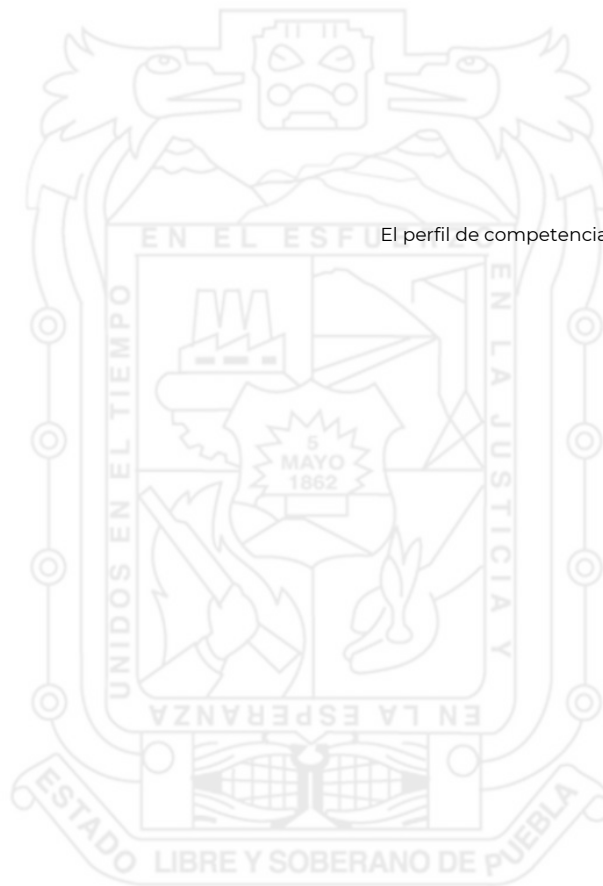 EN EL
El perfil de competencia
UNIDOS EN EL TIEMPO
EN LA JUSTICIA Y
5
MAYO
1862
EN LA ESPERANZA
ESTADO LIBRE Y SOBERANO DE PUEBLA